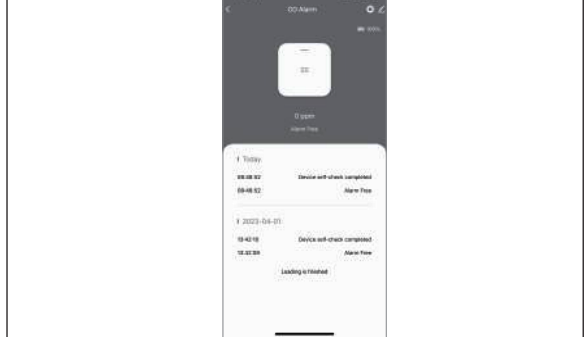 CO Alarm
100%
0 ppm
Alarm Free
Today
Device self-check completed
Alarm Free
2023-04-01
Device self-check completed
Alarm Free
Loading is finished